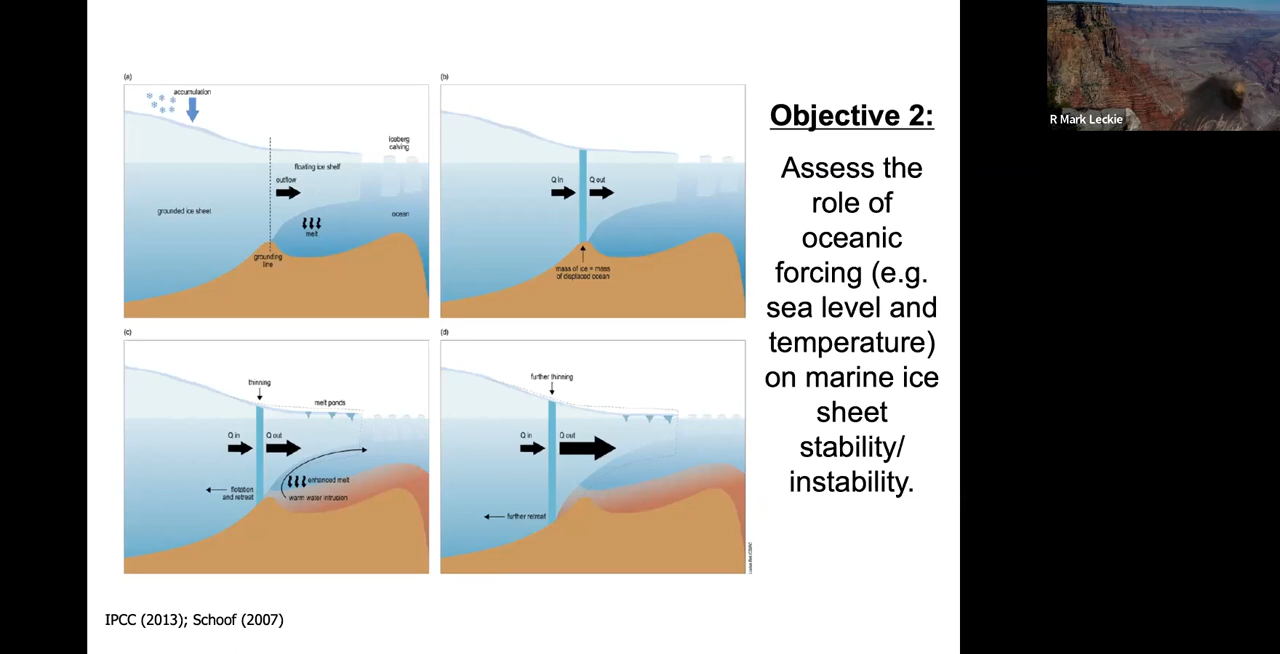 (a)
accumulation
iceberg
calving
floating ice shelf
outflow
grounded ice sheet
ocean
melt
grounding
line
(b)
Q in
Q out
mass of ice = mass
of displaced ocean
(c)
thinning
melt ponds
Q in
Q out
enhanced melt
flotation
and retreat
warm water intrusion
(d)
further thinning
Q in
Q out
further retreat
Objective 2:
Assess the
role of
oceanic
forcing (e.g.
sea level and
temperature)
on marine ice
sheet
stability/
instability.
IPCC (2013); Schoof (2007)
R Mark Leckie